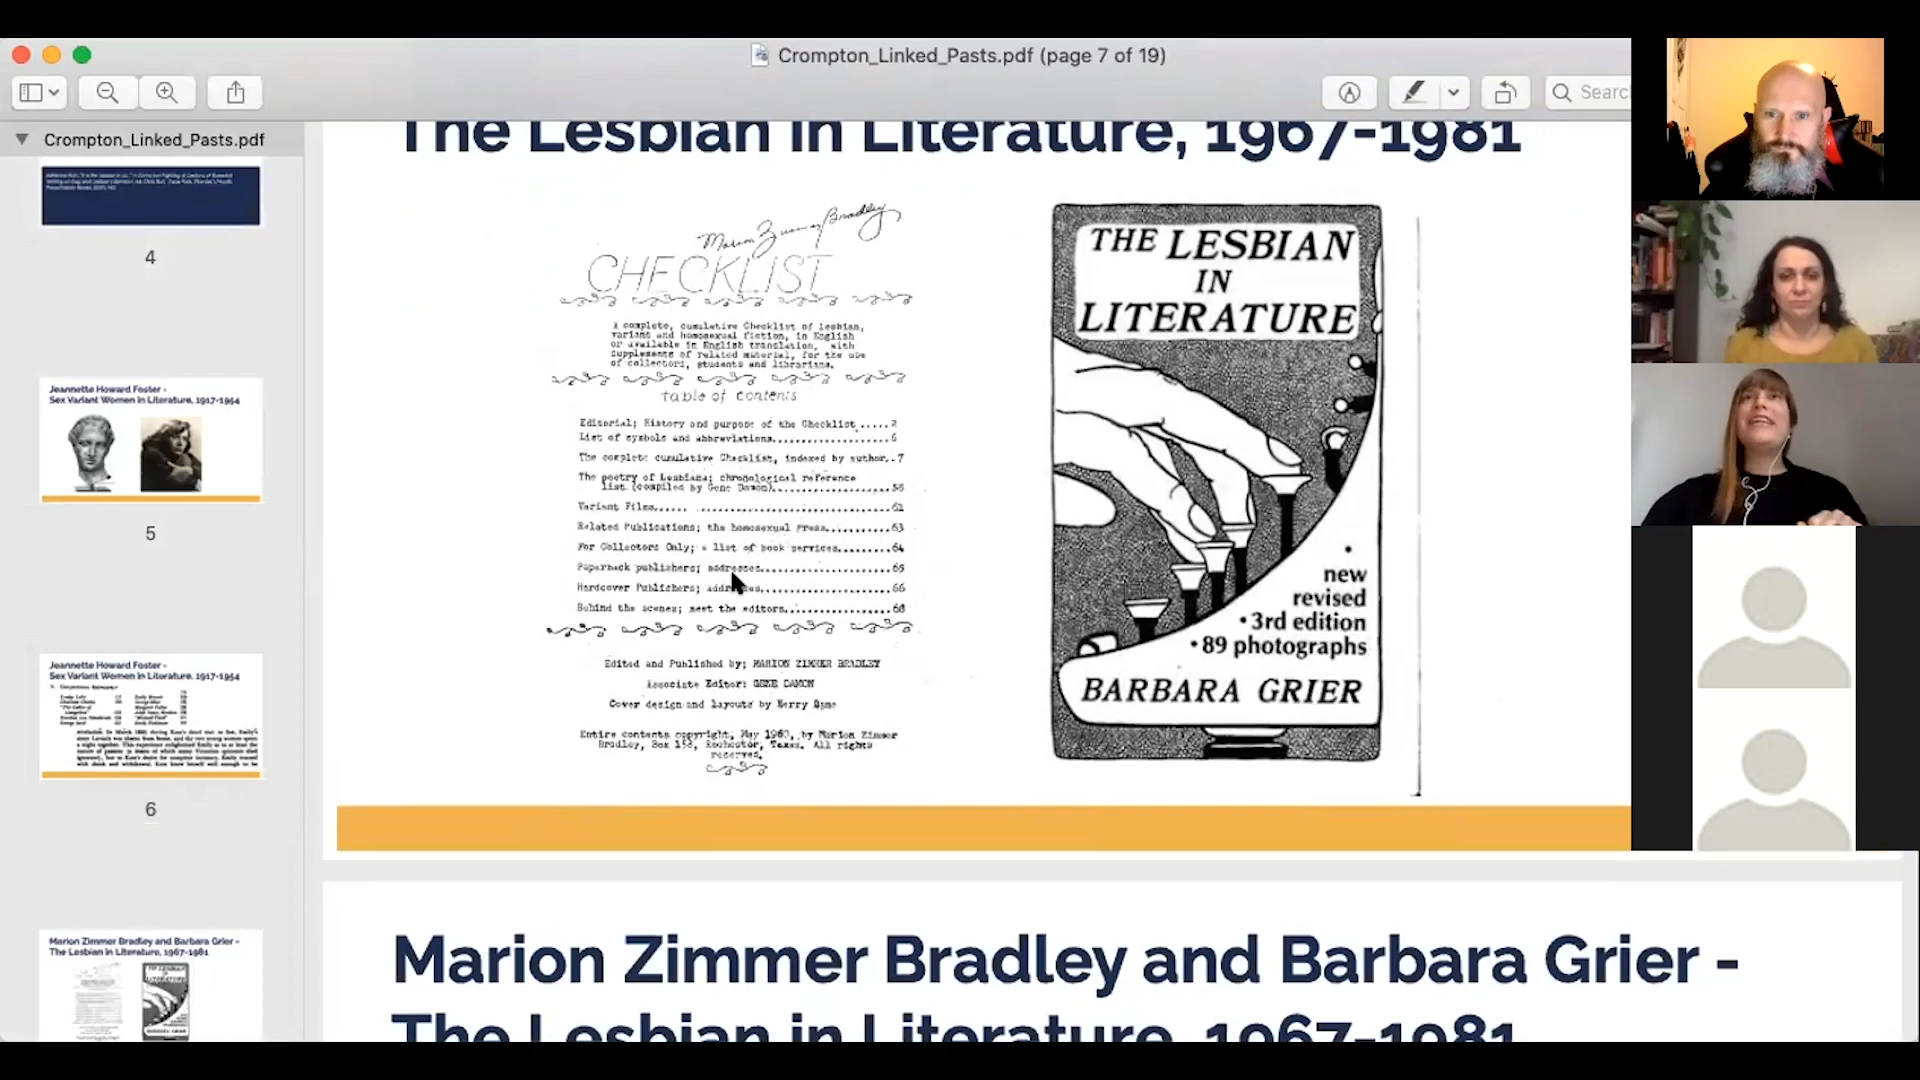 Crompton_Linked_Pasts.pdf (page 7 of 19)
Searc
Crompton_Linked_Pasts.pdf
4
Jeannette Howard Foster -
Sex Variant Women in Literature, 1917-1954
5
Jeannette Howard Foster -
Sex Variant Women in Literature, 1917-1954
6
Marion Zimmer Bradley and Barbara Grier -
The Lesbian in Literature, 1967-1981
THE LESBIAN
IN
LITERATURE
BARBARA GRIER
The Lesbian in Literature, 1967-1981
Marion Zimmer Bradley
CHECKLIST
A complete, cumulative Checklist of lesbian,
variant and homosexual fiction, in English
or available in English translation, with
supplements of related material, for the use
of collectors, students and librarians.
table of contents
Editorial; History and purpose of the Checklist.....2
List of symbols and abbreviations...............6
The complete cumulative Checklist, indexed by author..7
The poetry of Lesbiana; chronological reference
list (compiled by Gene Damon)...............58
Variant Films...... ........................61
Related Publications; the homosexual Press..........63
For Collectors Only; a list of book services.........64
Paperback publishers; addresses..................65
Hardcover Publishers; addresses..................66
Behind the scenes; meet the editors..............68
Edited and Published by; MARION ZIMMER BRADLEY
Associate Editor: GENE DAMON
Cover design and layouts by Kerry Dame
Entire contents copyright, May 1960, by Marion Zimmer
Bradley, Box 158, Rochester, Texas. All rights
reserved.
THE LESBIAN
IN
LITERATURE
• new
revised
• 3rd edition
• 89 photographs
BARBARA GRIER
Marion Zimmer Bradley and Barbara Grier -
The Lesbian in Literature, 1967-1981